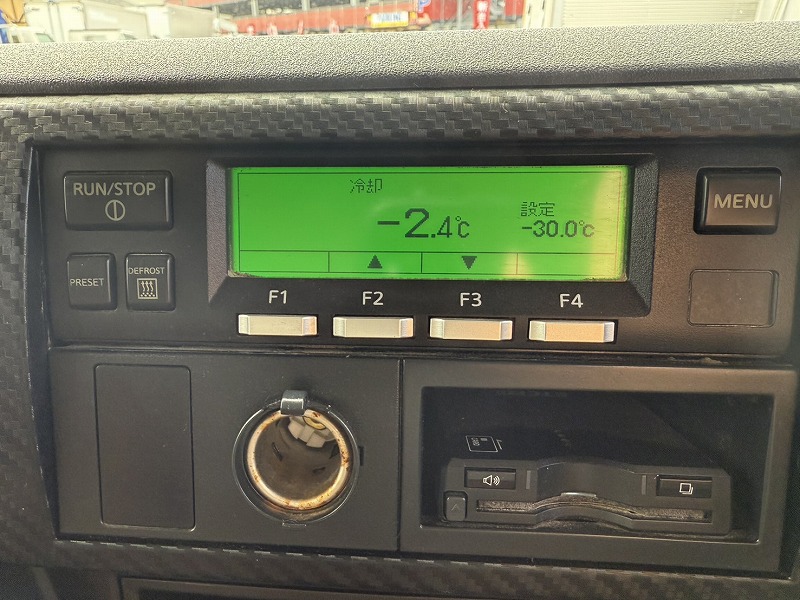 RUN/STOP
冷却
-2.4℃
設定
-30.0℃
MENU
PRESET
DEFROST
▲
▼
F1
F2
F3
F4